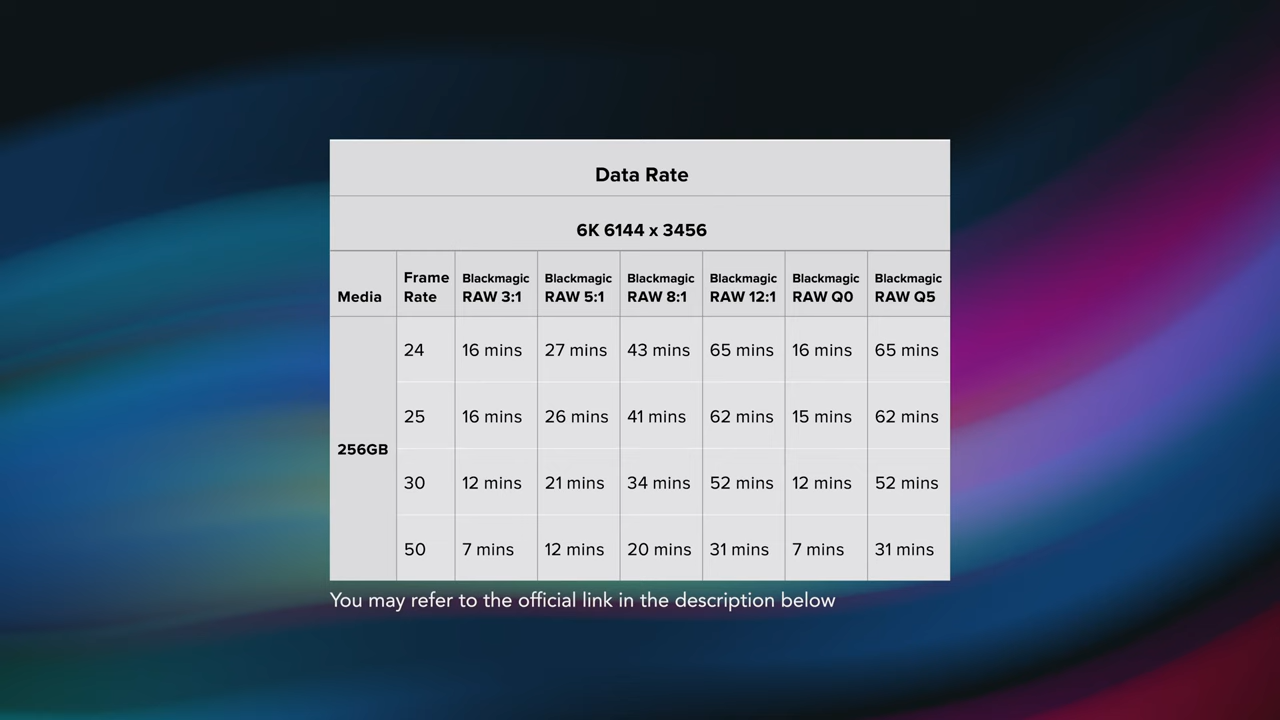 Data Rate
6K 6144 x 3456
Media Frame Rate Blackmagic RAW 3:1 Blackmagic RAW 5:1 Blackmagic RAW 8:1 Blackmagic RAW 12:1 Blackmagic RAW Q0 Blackmagic RAW Q5
256GB
24 16 mins 27 mins 43 mins 65 mins 16 mins 65 mins
25 16 mins 26 mins 41 mins 62 mins 15 mins 62 mins
30 12 mins 21 mins 34 mins 52 mins 12 mins 52 mins
50 7 mins 12 mins 20 mins 31 mins 7 mins 31 mins
You may refer to the official link in the description below